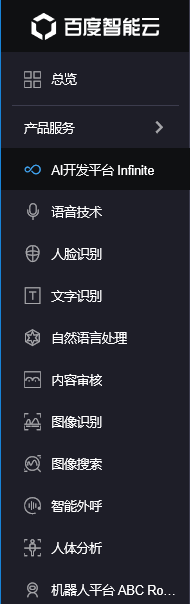 百度智能云
总览
产品服务
AI开发平台 Infinite
语音技术
人脸识别
文字识别
自然语言处理
内容审核
图像识别
图像搜索
智能外呼
人体分析
机器人平台 ABC Ro...